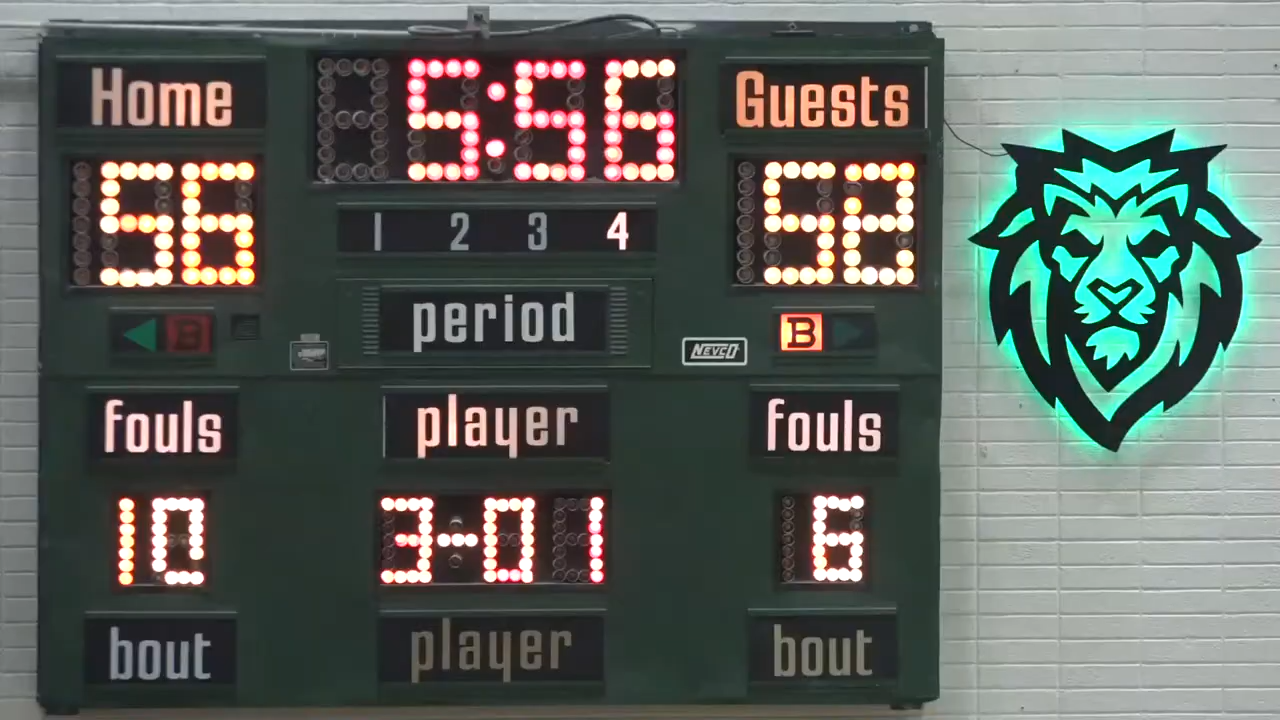 Home 5:56 Guests
56 58
1 2 3 4
period
B NEVCO B
fouls player fouls
10 3-01 6
bout player bout